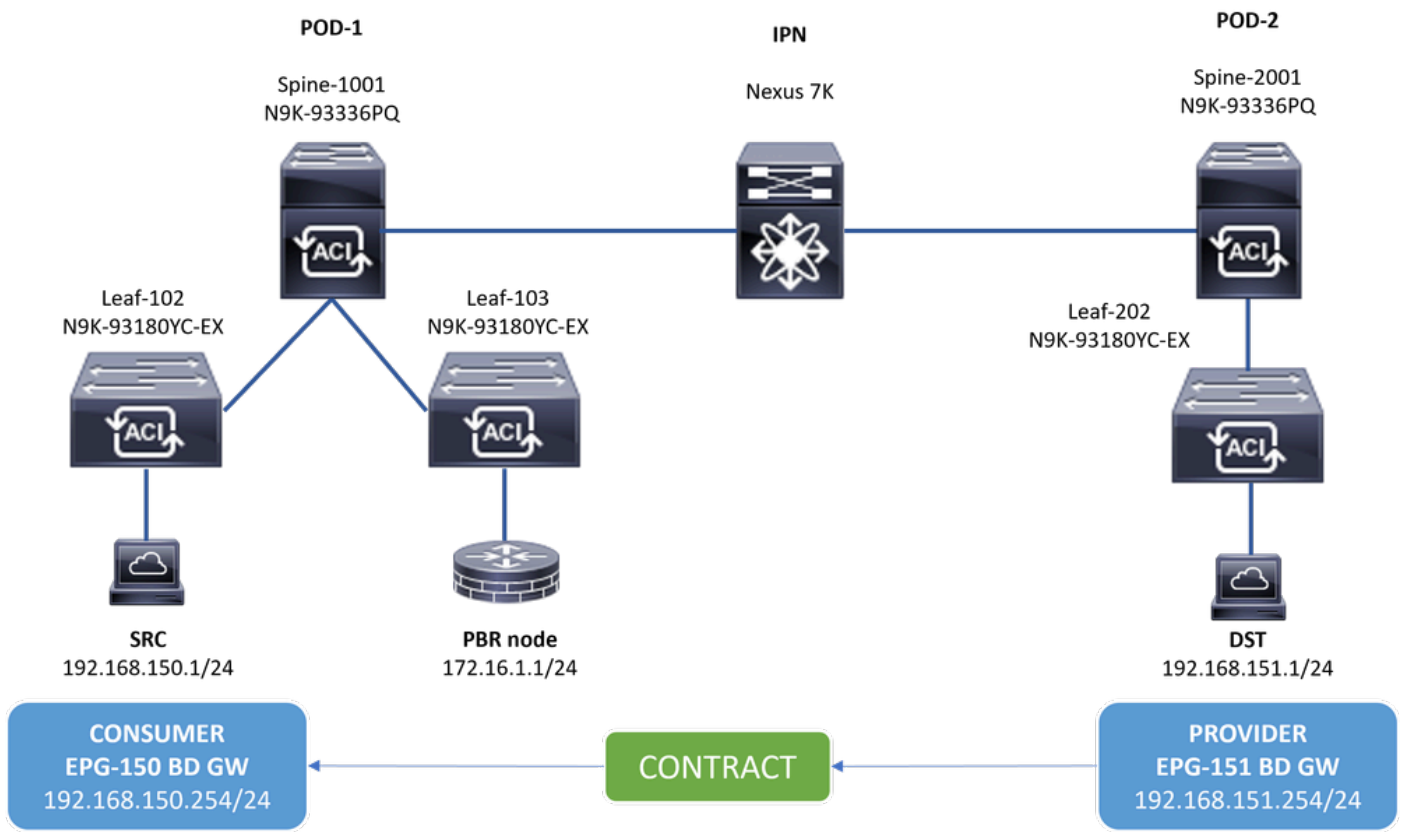 POD-1
IPN
POD-2
Spine-1001
N9K-93336PQ
Nexus 7K
Spine-2001
N9K-93336PQ
ACI
ACI
Leaf-102
N9K-93180YC-EX
Leaf-103
N9K-93180YC-EX
Leaf-202
N9K-93180YC-EX
ACI
ACI
ACI
SRC
192.168.150.1/24
PBR node
172.16.1.1/24
DST
192.168.151.1/24
CONSUMER
EPG-150 BD GW
192.168.150.254/24
CONTRACT
PROVIDER
EPG-151 BD GW
192.168.151.254/24